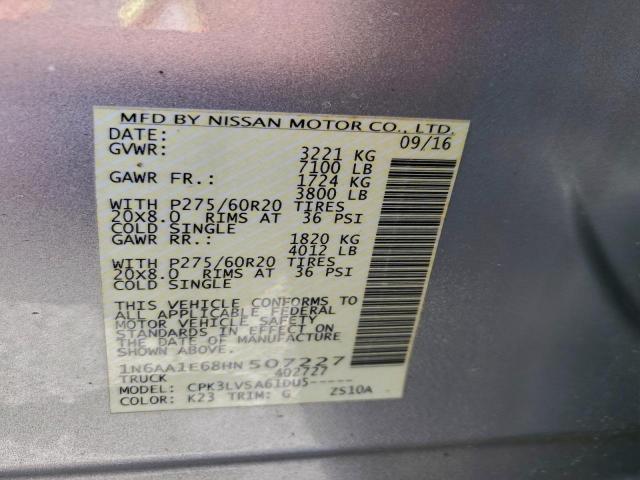 MFD BY NISSAN MOTOR CO., LTD.
DATE: 09/16
GVWR: 3221 KG
7100 LB
GAWR FR.: 1724 KG
3800 LB
WITH P275/60R20 TIRES
20X8.0 RIMS AT 36 PSI
COLD SINGLE
GAWR RR.: 1820 KG
4012 LB
WITH P275/60R20 TIRES
20X8.0 RIMS AT 36 PSI
COLD SINGLE
THIS VEHICLE CONFORMS TO
ALL APPLICABLE FEDERAL
MOTOR VEHICLE SAFETY
STANDARDS IN EFFECT ON
THE DATE OF MANUFACTURE
SHOWN ABOVE.
1N6AA1E68HN507227
TRUCK 402727
MODEL: CPK3LVSA61DU5-----
COLOR: K23 TRIM: G ZS10A